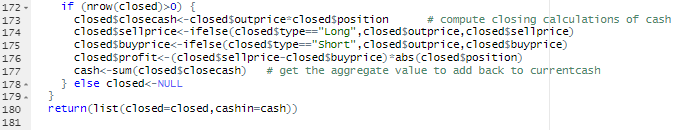 172 if (nrow(closed)>0) {
173 closed$closecash<-closed$outprice*closed$position # compute closing calculations of cash
174 closed$sellprice<-ifelse(closed$type=="Long",closed$outprice,closed$sellprice)
175 closed$buyprice<-ifelse(closed$type=="Short",closed$outprice,closed$buyprice)
176 closed$profit<-(closed$sellprice-closed$buyprice)*abs(closed$position)
177 cash<-sum(closed$closecash) # get the aggregate value to add back to currentcash
178 } else closed<-NULL
179 }
180 return(list(closed=closed,cashin=cash))
181